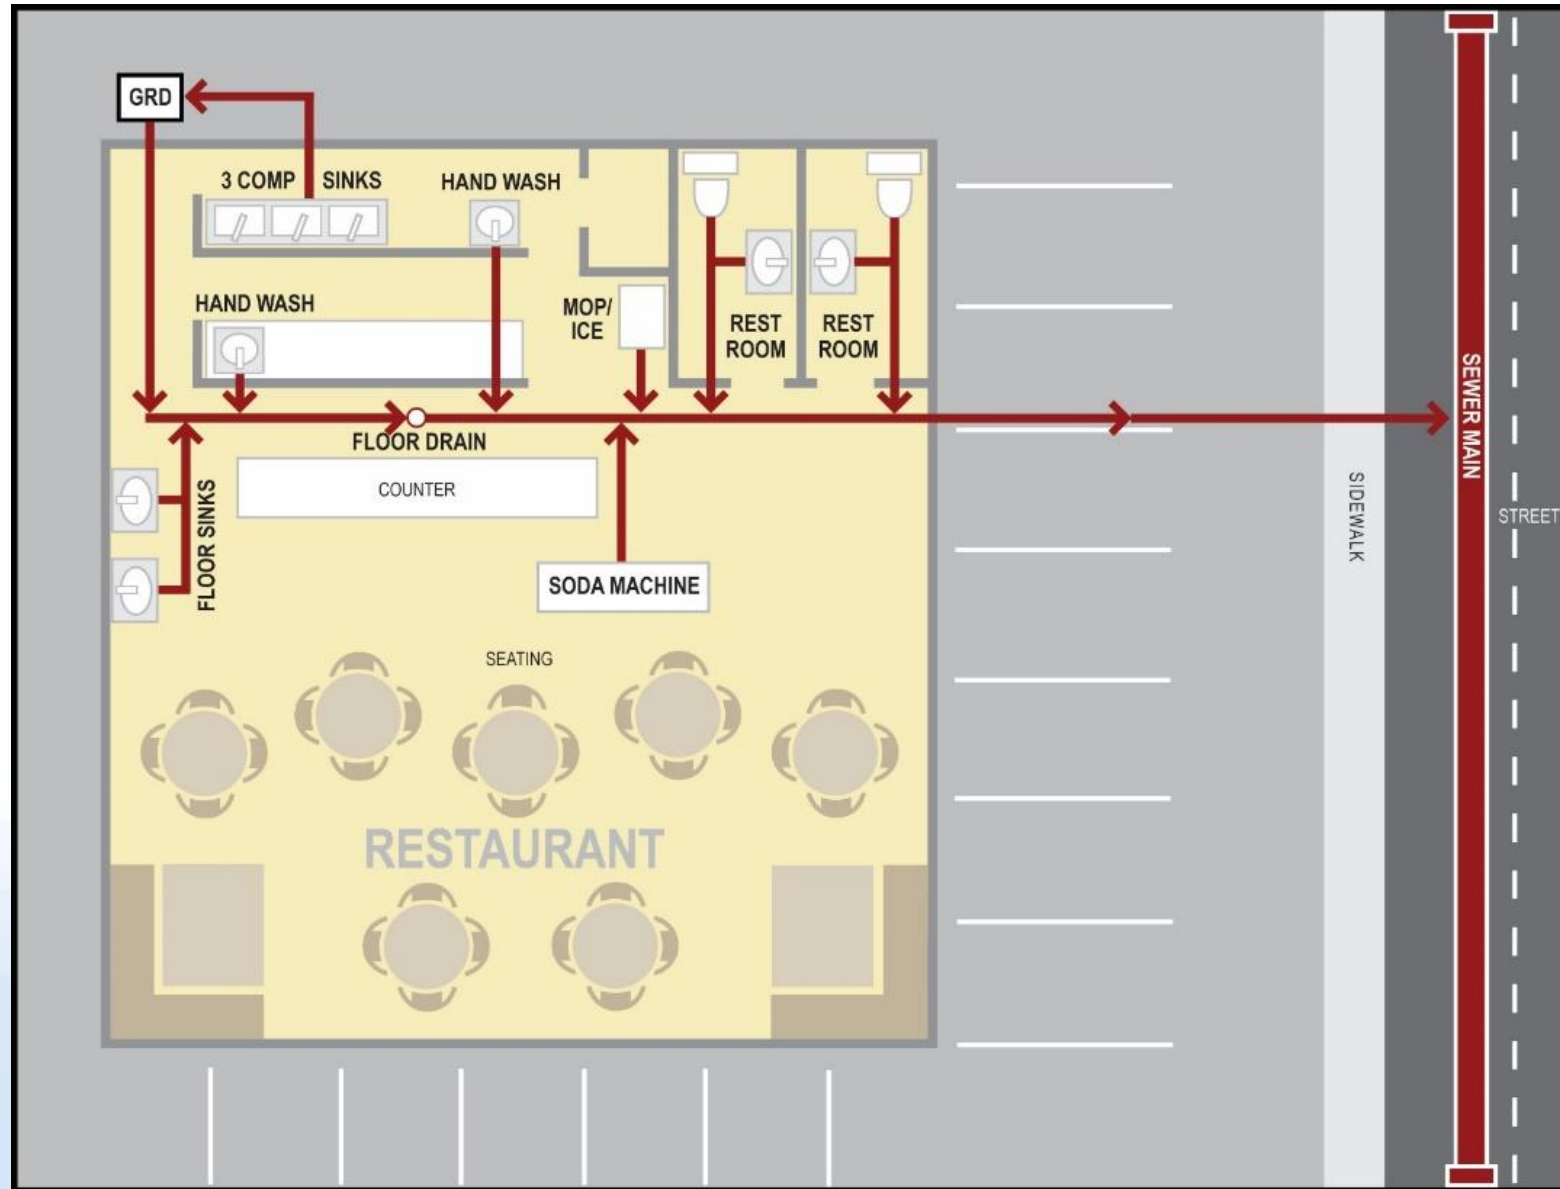 GRD
3 COMP SINKS
HAND WASH
HAND WASH
MOP/
ICE
REST
ROOM
REST
ROOM
FLOOR DRAIN
COUNTER
FLOOR SINKS
SODA MACHINE
SEATING
RESTAURANT
SIDEWALK
SEWER MAIN
STREET